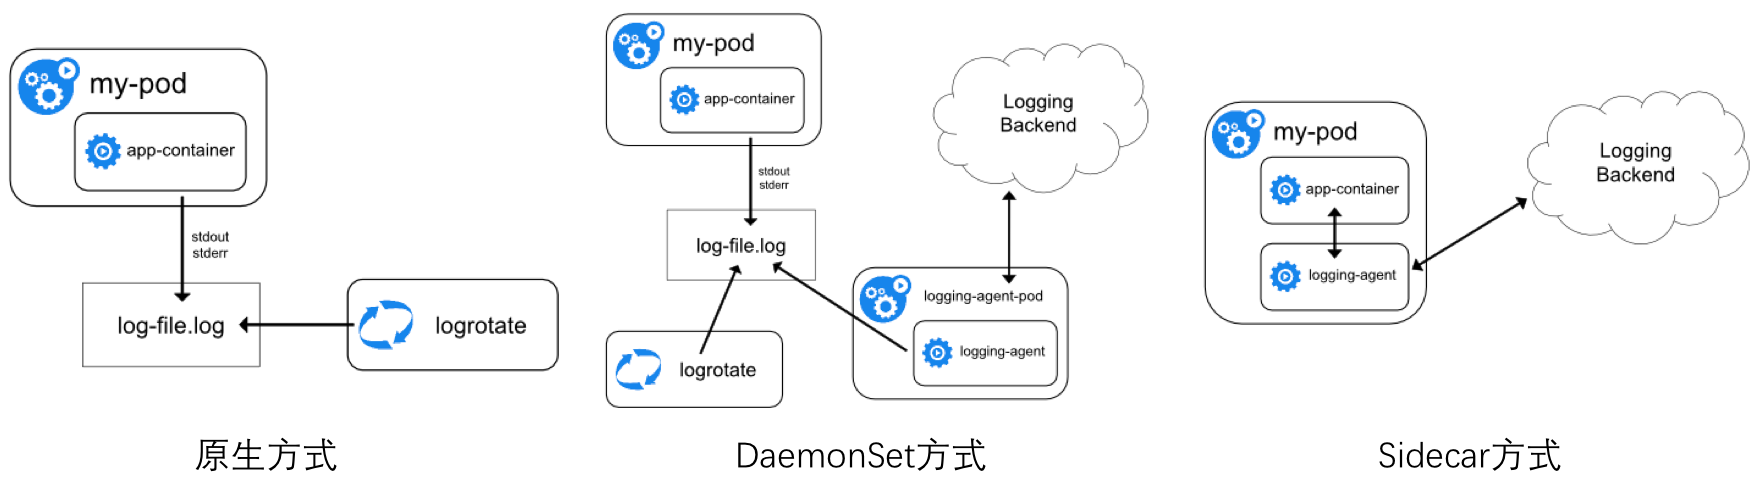 my-pod
app-container
stdout
stderr
log-file.log
logrotate
原生方式
my-pod
app-container
stdout
stderr
log-file.log
logrotate
Logging
Backend
logging-agent-pod
logging-agent
DaemonSet方式
my-pod
app-container
logging-agent
Logging
Backend
Sidecar方式